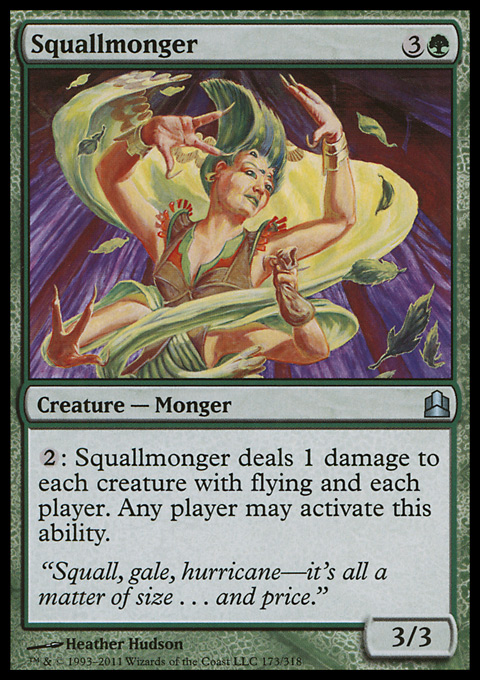 Squallmonger 3
Creature — Monger
2: Squallmonger deals 1 damage to
each creature with flying and each
player. Any player may activate this
ability.
“Squall, gale, hurricane—it’s all a
matter of size . . . and price.”
Heather Hudson
3/3
™ & © 1993–2011 Wizards of the Coast LLC 173/318